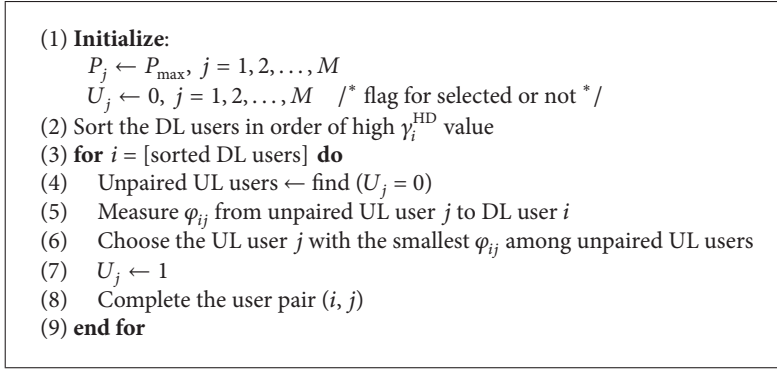 (1) Initialize:
P_j ← P_max, j = 1, 2, . . . , M
U_j ← 0, j = 1, 2, . . . , M /* flag for selected or not */
(2) Sort the DL users in order of high γ_i^HD value
(3) for i = [sorted DL users] do
(4) Unpaired UL users ← find (U_j = 0)
(5) Measure φ_ij from unpaired UL user j to DL user i
(6) Choose the UL user j with the smallest φ_ij among unpaired UL users
(7) U_j ← 1
(8) Complete the user pair (i, j)
(9) end for